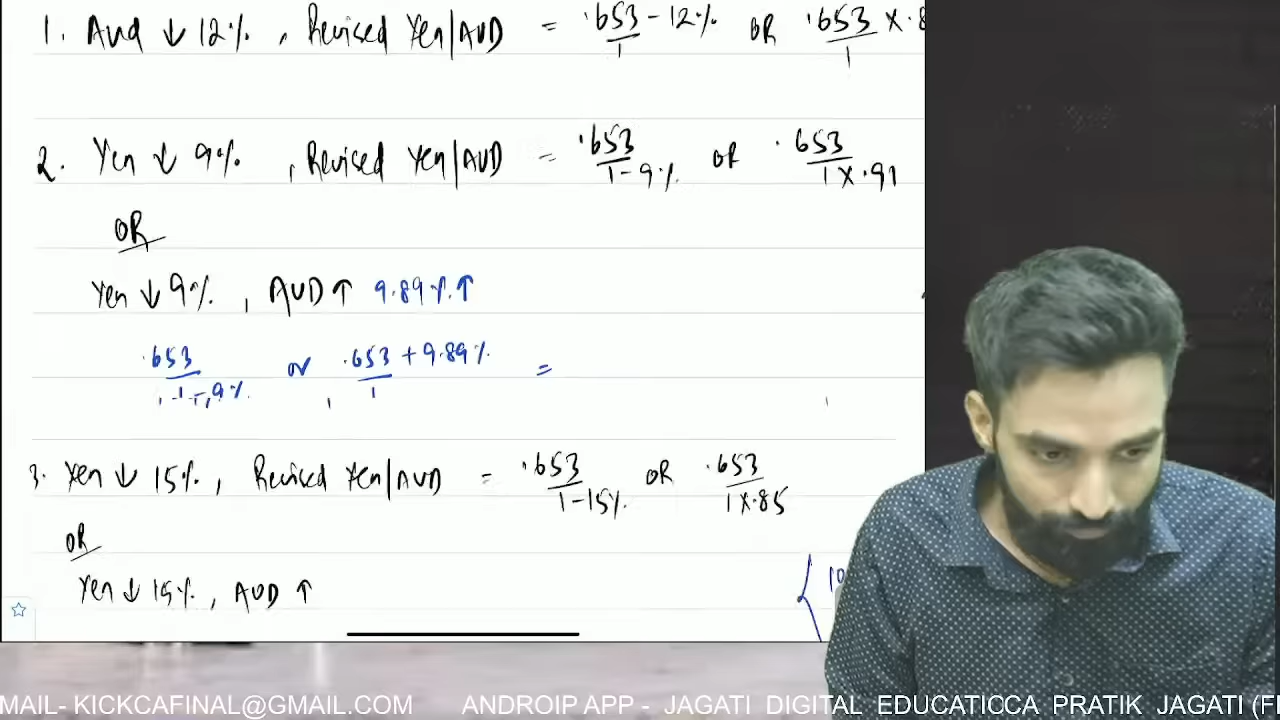 1. Aud ↓ 12% , Revised Yen/AUD = .653 - 12% / 1 OR .653 × .8 / 1
2. Yen ↓ 9% , Revised Yen/AUD = .653 / 1 - 9% OR .653 / 1 × .91
OR
Yen ↓ 9% , AUD ↑ 9.89% ↑
.653 / 1 - 9% or .653 + 9.89% / 1 =
3. Yen ↓ 15% , Revised Yen/AUD = .653 / 1 - 15% OR .653 / 1 × .85
OR
Yen ↓ 15% , AUD ↑
MAIL- KICKCAFINAL@GMAIL.COM ANDROIP APP - JAGATI DIGITAL EDUCATICCA PRATIK JAGATI (F